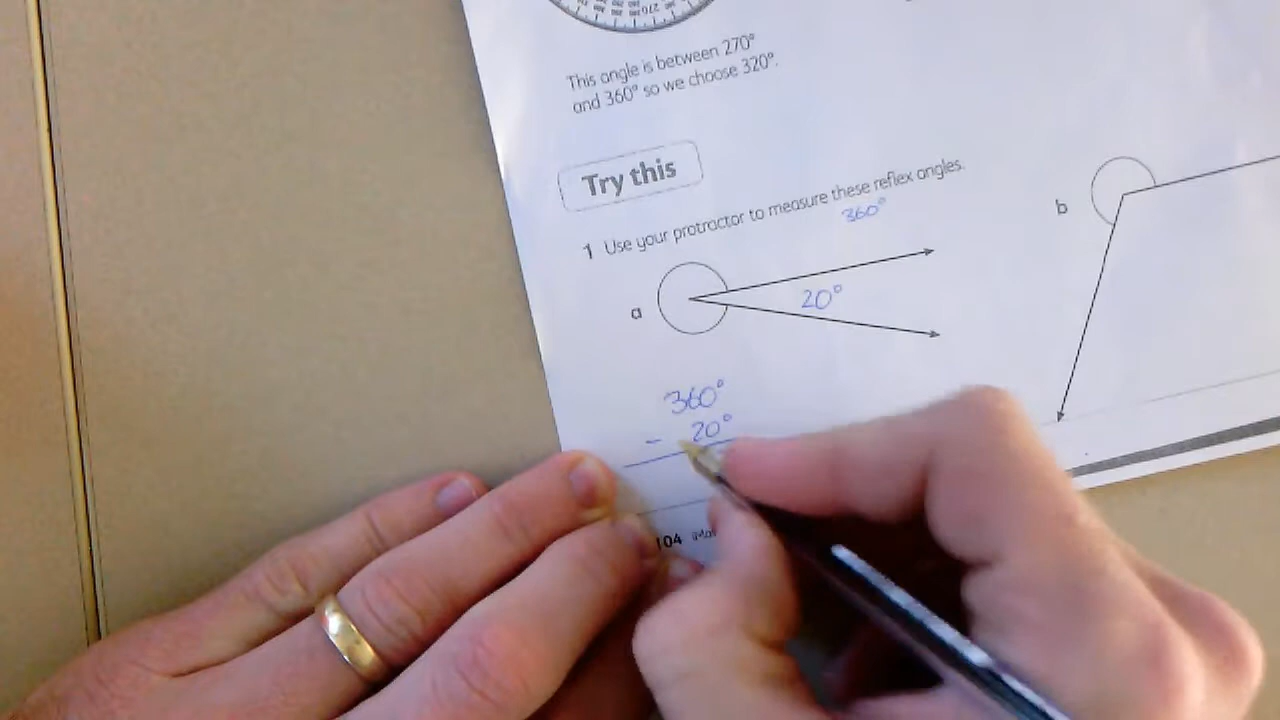 270
This angle is between 270°
and 360° so we choose 320°.
Try this
1 Use your protractor to measure these reflex angles.
360°
a
20°
b
360°
- 20°
104